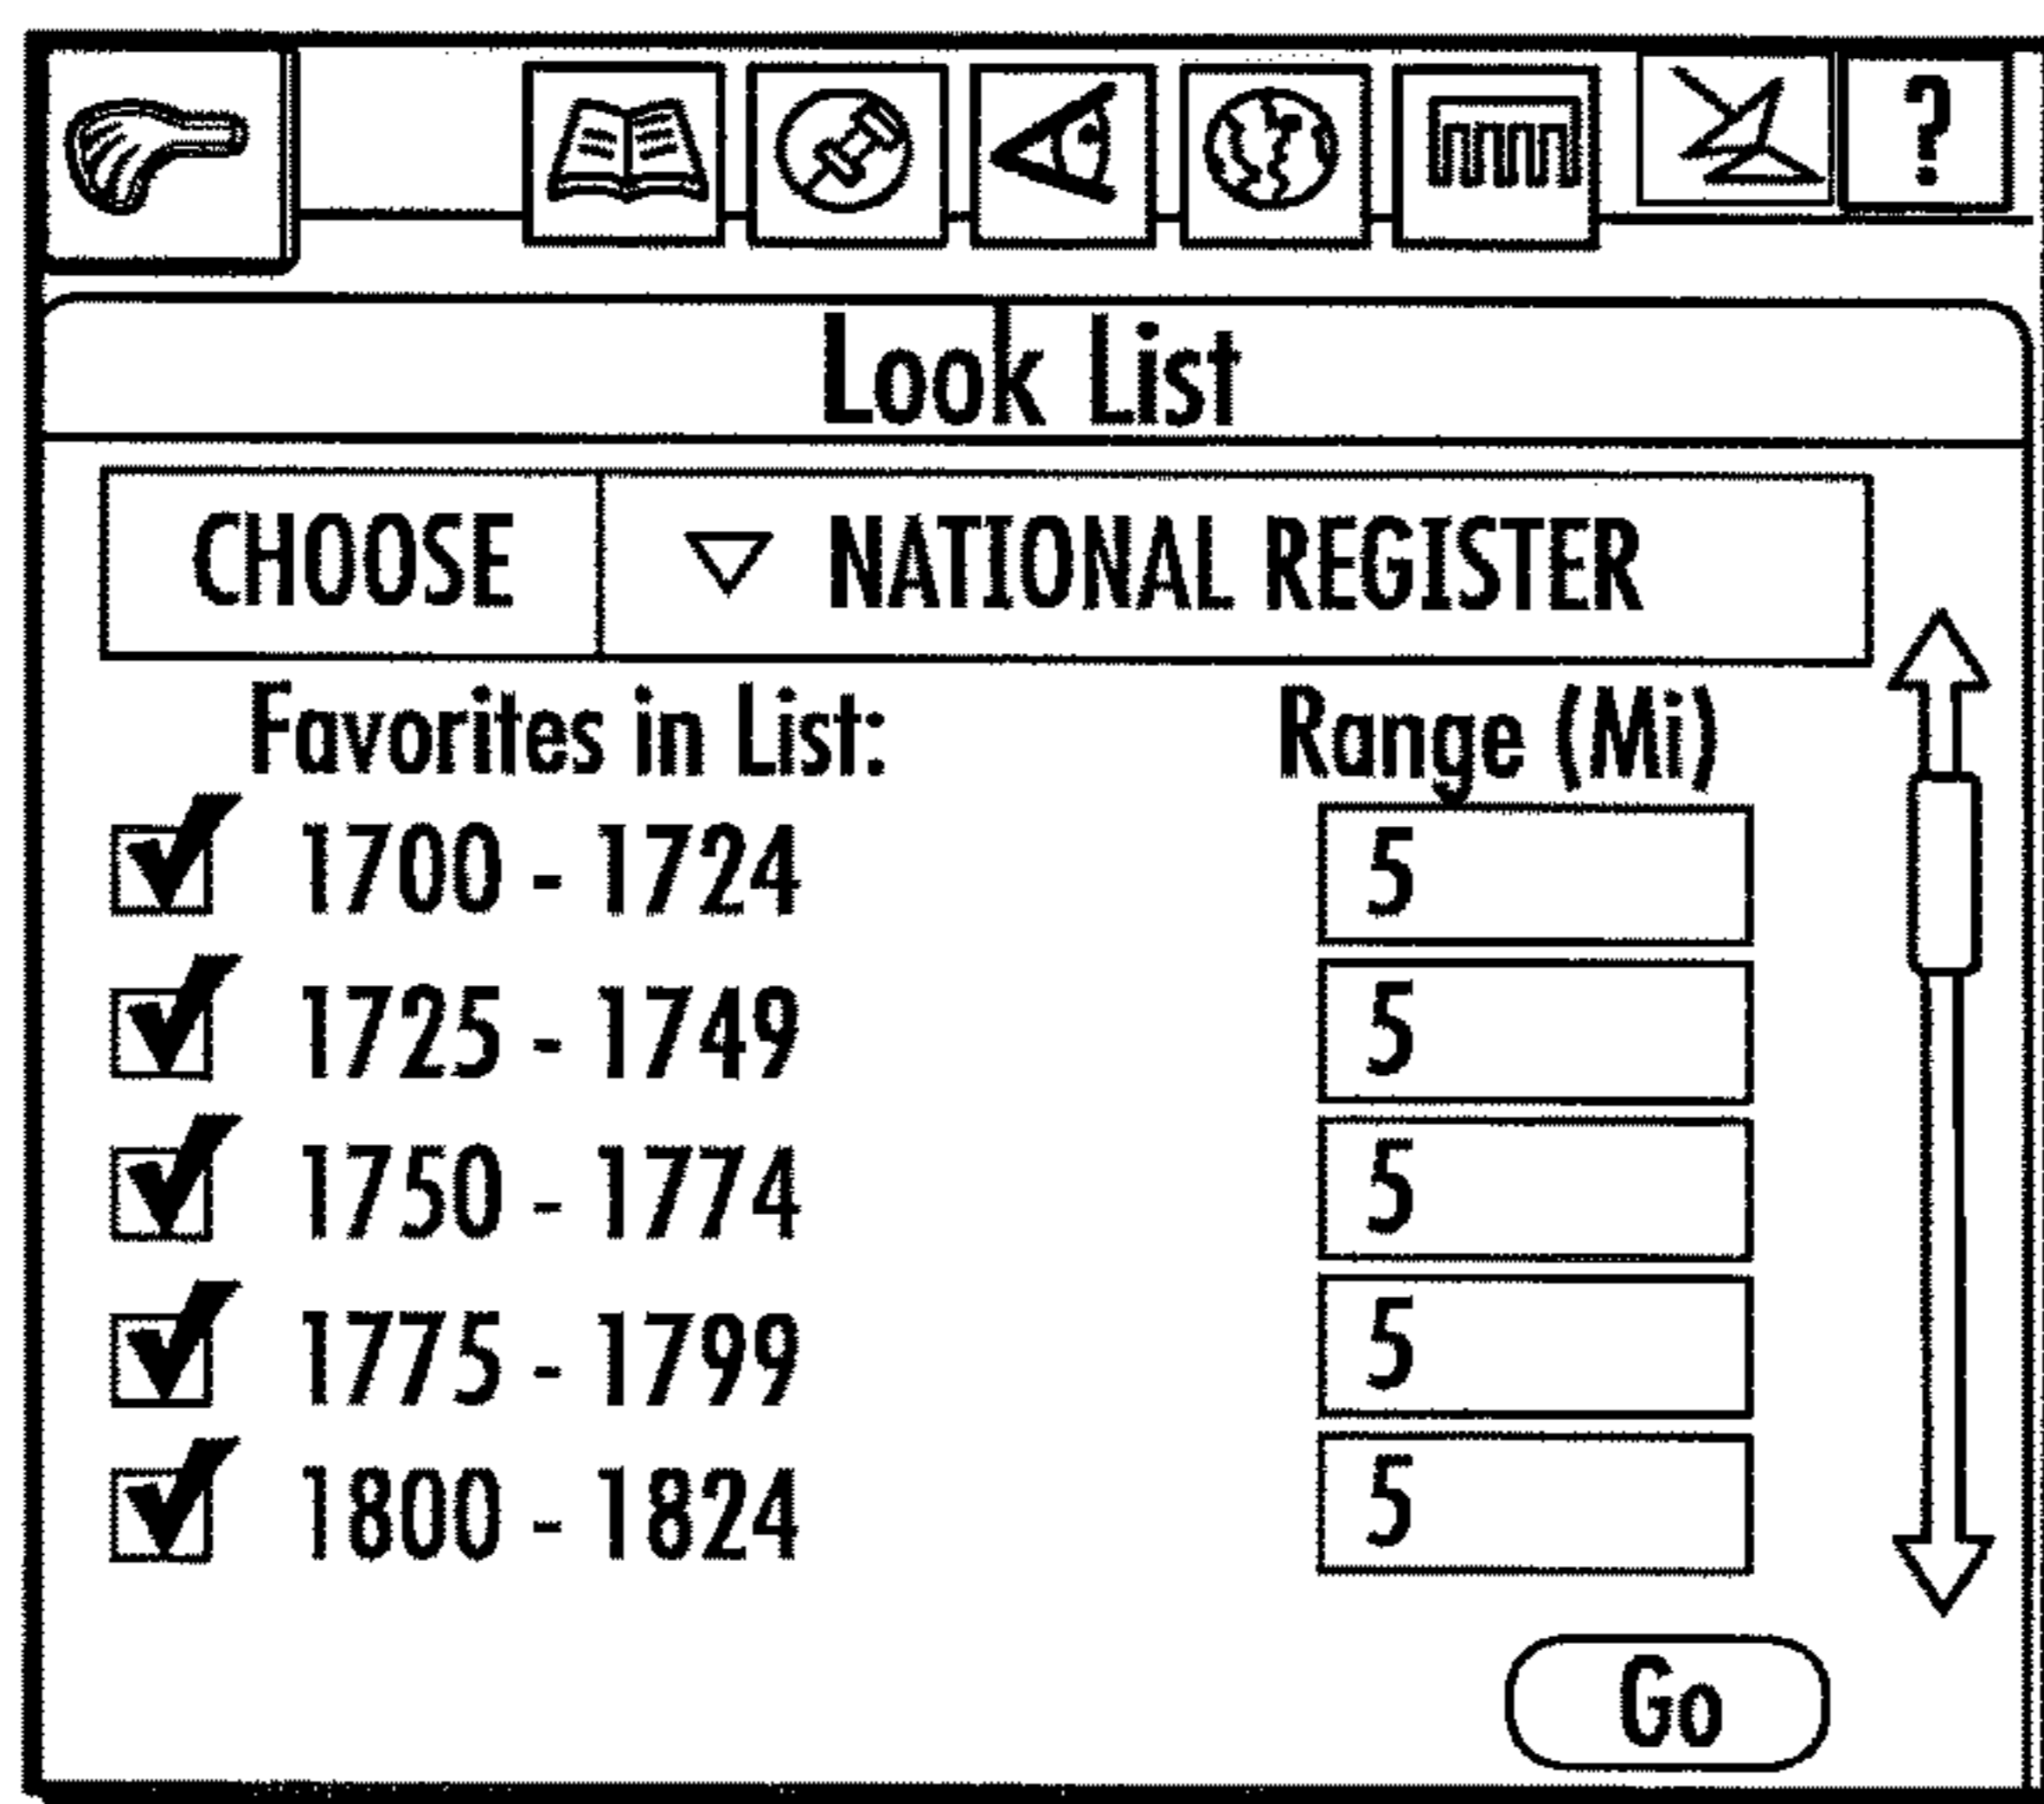 ?
Look List
CHOOSE ▽ NATIONAL REGISTER
Favorites in List: Range (Mi)
1700 - 1724 5
1725 - 1749 5
1750 - 1774 5
1775 - 1799 5
1800 - 1824 5
Go